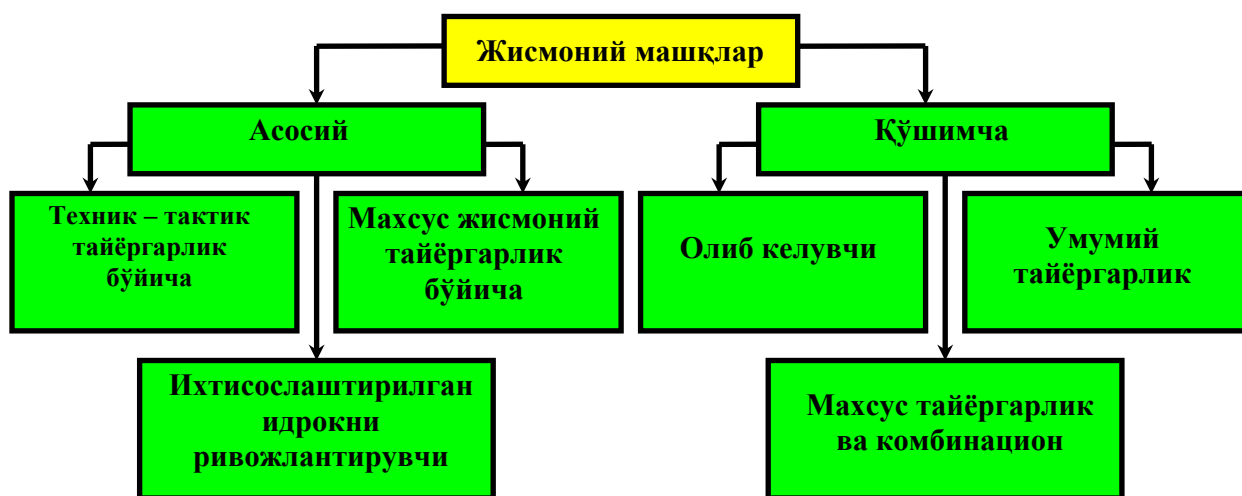 Жисмоний машқлар
Асосий
Қўшимча
Техник – тактик
тайёргарлик
бўйича
Махсус жисмоний
тайёргарлик
бўйича
Олиб келувчи
Умумий
тайёргарлик
Ихтисослаштирилган
идрокни
ривожлантирувчи
Махсус тайёргарлик
ва комбинацион